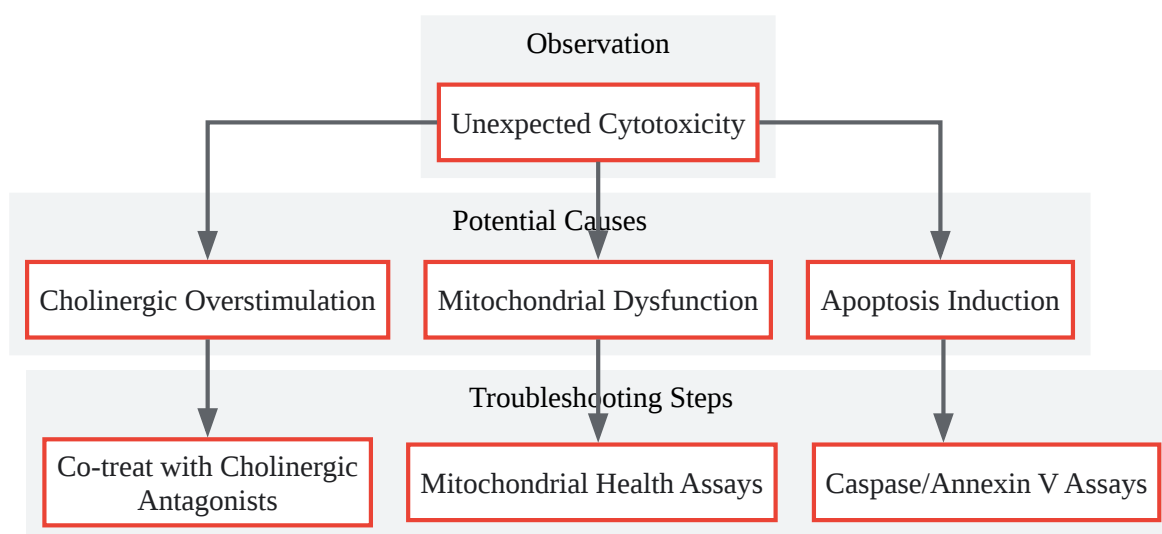 Observation
Unexpected Cytotoxicity
Potential Causes
Cholinergic Overstimulation
Mitochondrial Dysfunction
Apoptosis Induction
Troubleshooting Steps
Co-treat with Cholinergic
Antagonists
Mitochondrial Health Assays
Caspase/Annexin V Assays